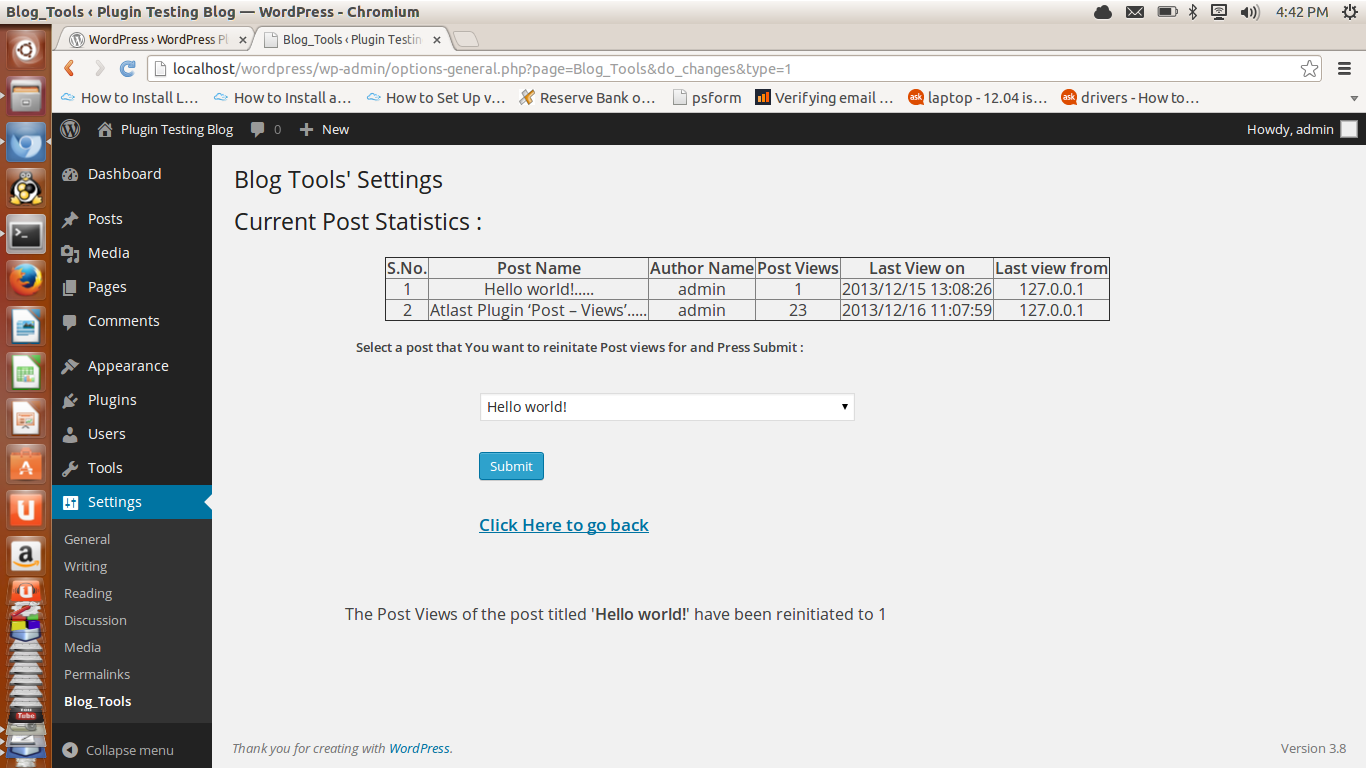 Blog_Tools ‹ Plugin Testing Blog — WordPress - Chromium
4:42 PM
WordPress › WordPress Pl
Blog_Tools ‹ Plugin Testin
localhost/wordpress/wp-admin/options-general.php?page=Blog_Tools&do_changes&type=1
How to Install L... How to Install a... How to Set Up v... Reserve Bank o... psform Verifying email ... ask laptop - 12.04 is... ask drivers - How to...
Plugin Testing Blog 0 New Howdy, admin
Dashboard
Posts
Media
Pages
Comments
Appearance
Plugins
Users
Tools
Settings
General
Writing
Reading
Discussion
Media
Permalinks
Blog_Tools
Collapse menu
Blog Tools' Settings
Current Post Statistics :
S.No. Post Name Author Name Post Views Last View on Last view from
1 Hello world!..... admin 1 2013/12/15 13:08:26 127.0.0.1
2 Atlast Plugin ‘Post – Views’..... admin 23 2013/12/16 11:07:59 127.0.0.1
Select a post that You want to reinitate Post views for and Press Submit :
Hello world!
Submit
Click Here to go back
The Post Views of the post titled 'Hello world!' have been reinitiated to 1
Thank you for creating with WordPress.
Version 3.8